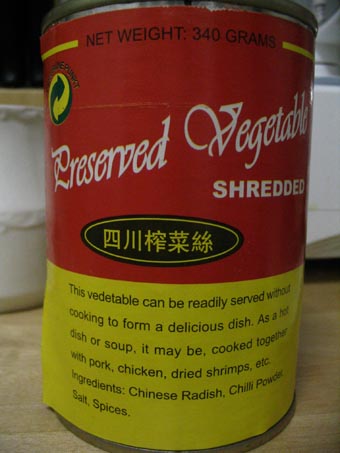 NET WEIGHT: 340 GRAMS
Preserved Vegetable
SHREDDED
四川榨菜絲
This vedetable can be readily served without
cooking to form a delicious dish. As a hot
dish or soup, it may be, cooked together
with pork, chicken, dried shrimps, etc.
Ingredients: Chinese Radish, Chilli Powder,
Salt, Spices.